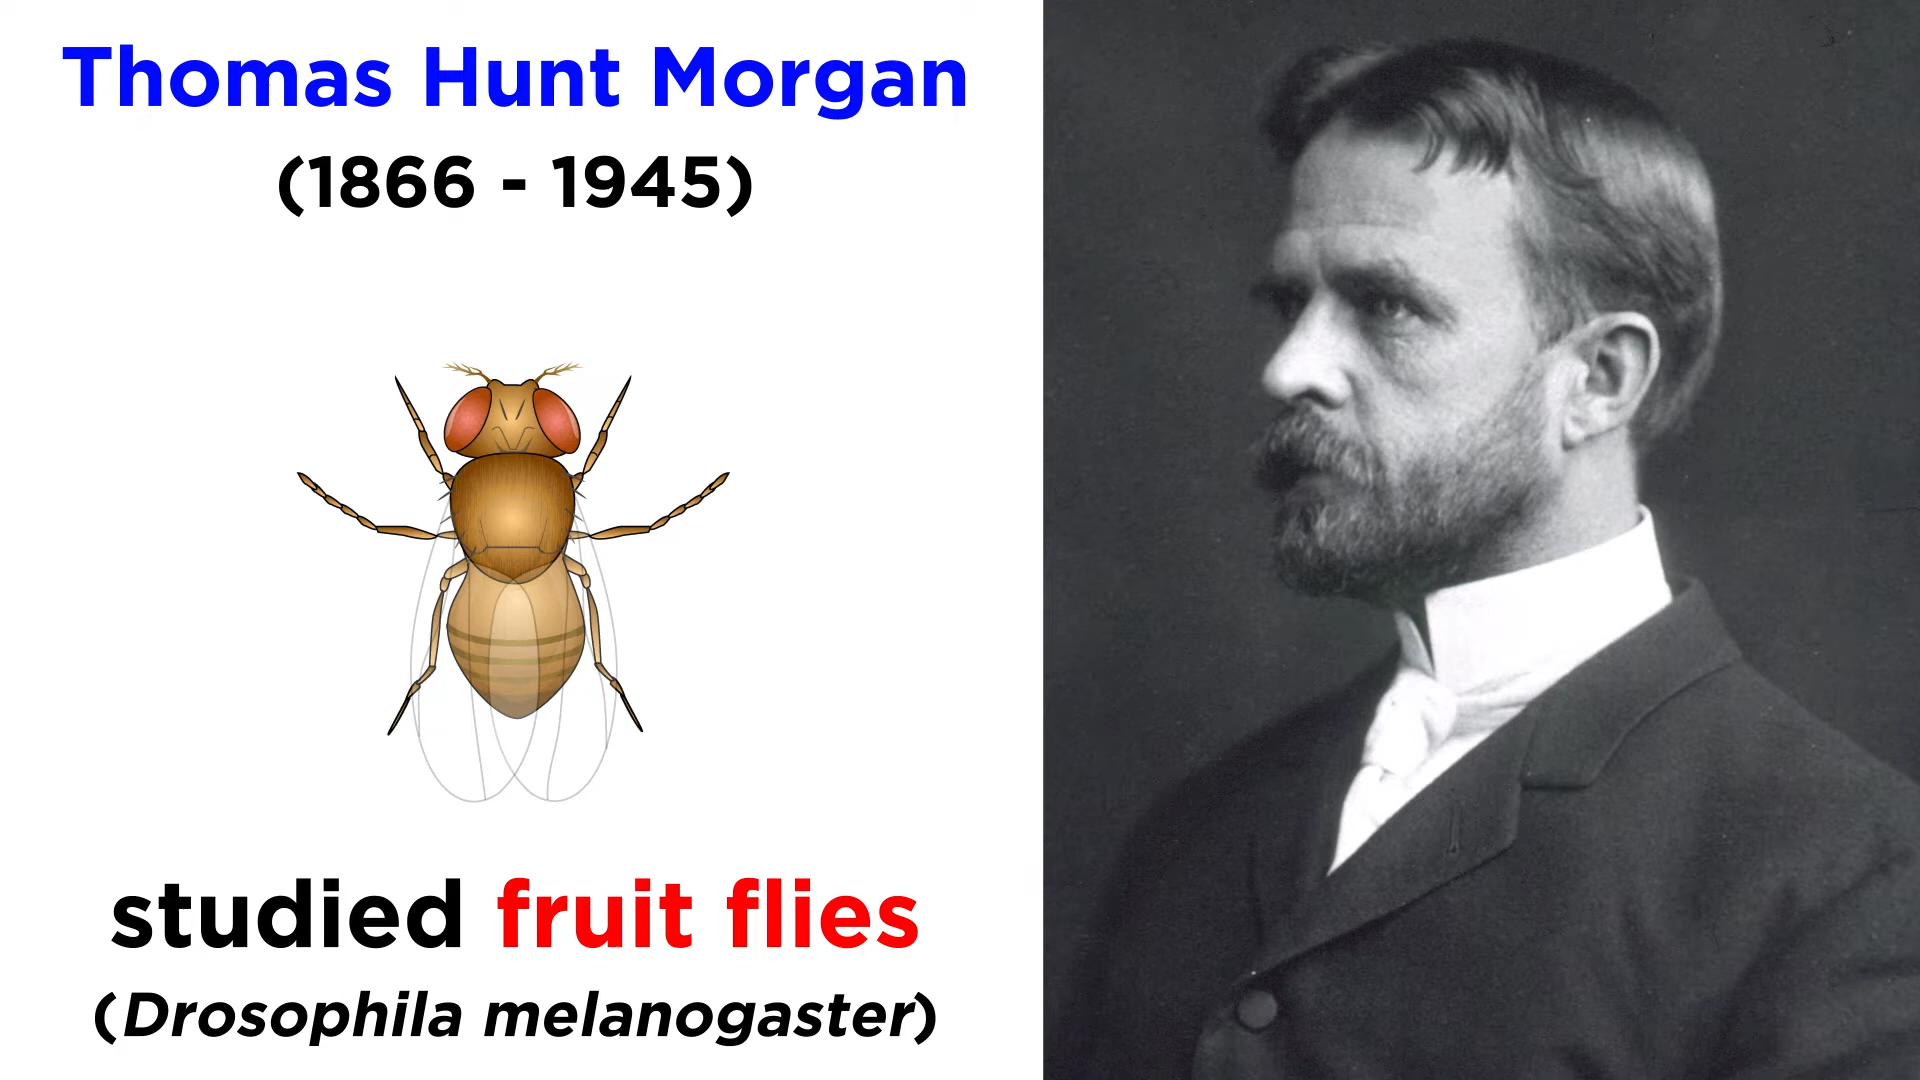 Thomas Hunt Morgan
(1866 - 1945)
studied fruit flies
(Drosophila melanogaster)